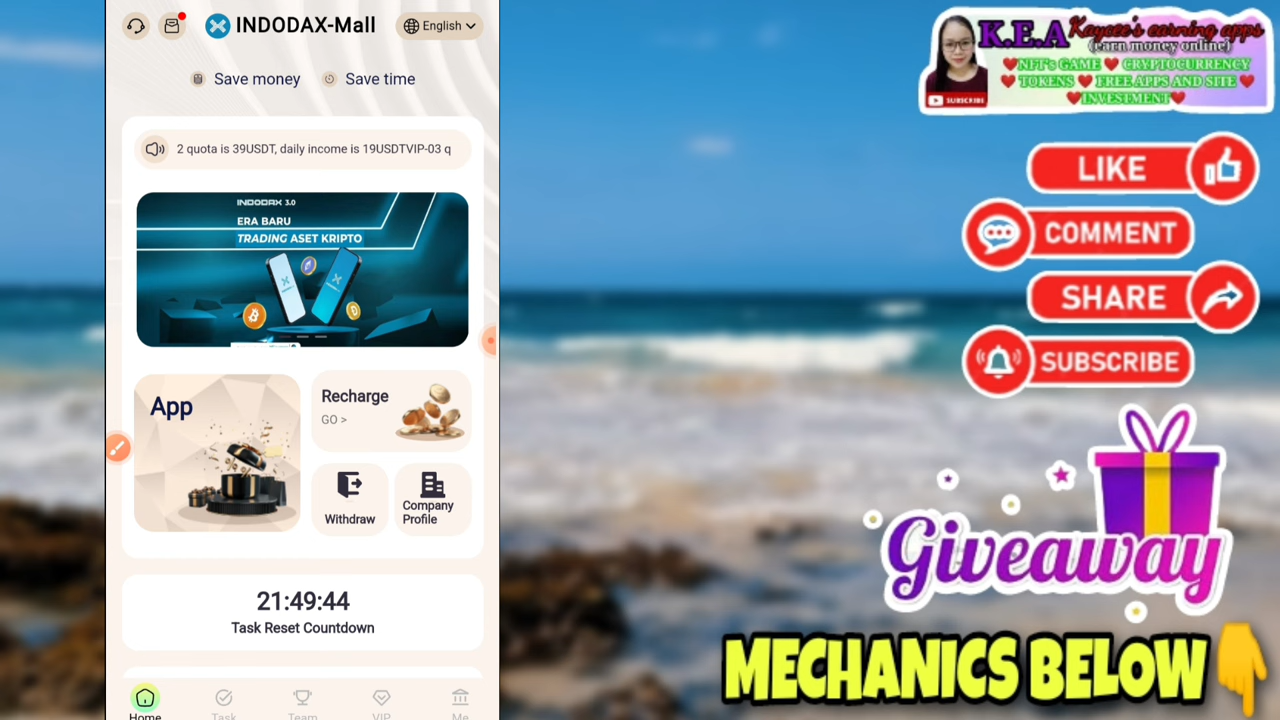 INDODAX-Mall
English
Save money
Save time
2 quota is 39USDT, daily income is 19USDTVIP-03 q
INDODAX 3.0
ERA BARU
TRADING ASET KRIPTO
App
Recharge
GO >
Withdraw
Company
Profile
21:49:44
Task Reset Countdown
Home
Task
Team
VIP
Me
K.E.A Kaycee's earning apps
(earn money online)
NFT's GAME CRYPTOCURRENCY
TOKENS FREE APPS AND SITE
INVESTMENT
SUBSCRIBE
LIKE
COMMENT
SHARE
SUBSCRIBE
Giveaway
MECHANICS BELOW